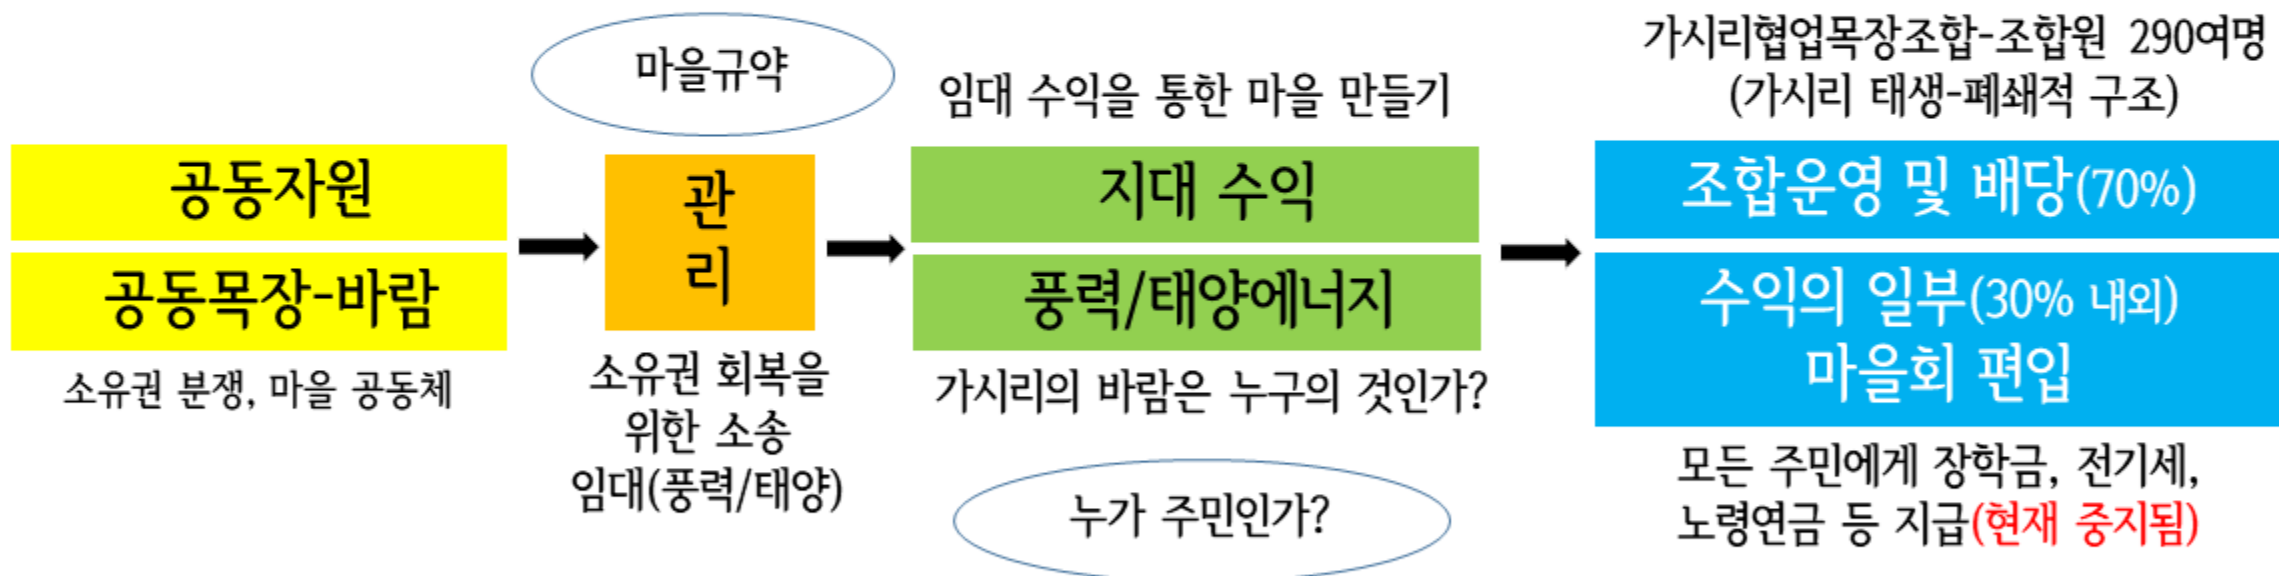 공동자원
공동목장-바람
소유권 분쟁, 마을 공동체
마을규약
관
리
소유권 회복을
위한 소송
임대(풍력/태양)
임대 수익을 통한 마을 만들기
지대 수익
풍력/태양에너지
가시리의 바람은 누구의 것인가?
누가 주민인가?
가시리협업목장조합-조합원 290여명
(가시리 태생-폐쇄적 구조)
조합운영 및 배당(70%)
수익의 일부(30% 내외)
마을회 편입
모든 주민에게 장학금, 전기세,
노령연금 등 지급(현재 중지됨)